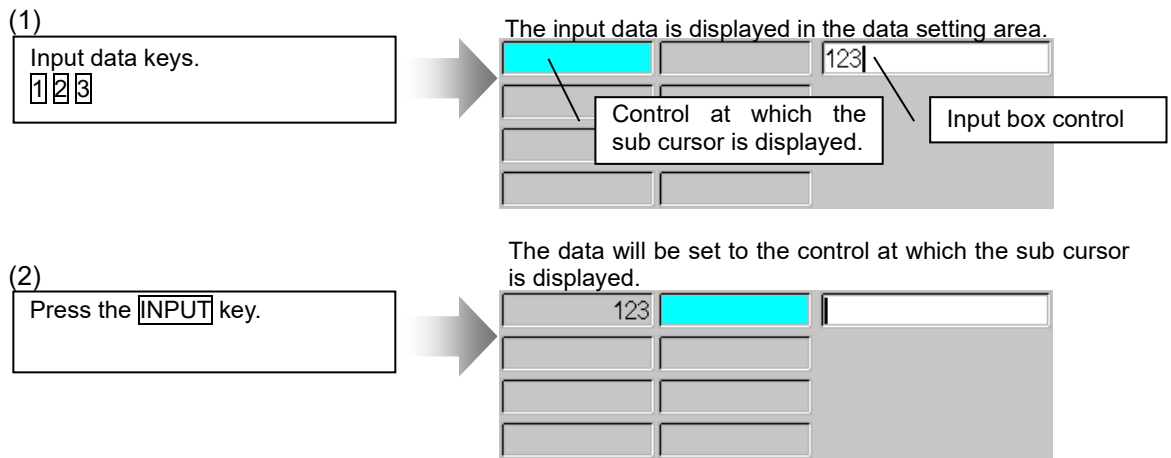 (1)
Input data keys.
1 2 3
The input data is displayed in the data setting area.
123
Control at which the
sub cursor is displayed.
Input box control
(2)
Press the INPUT key.
The data will be set to the control at which the sub cursor
is displayed.
123